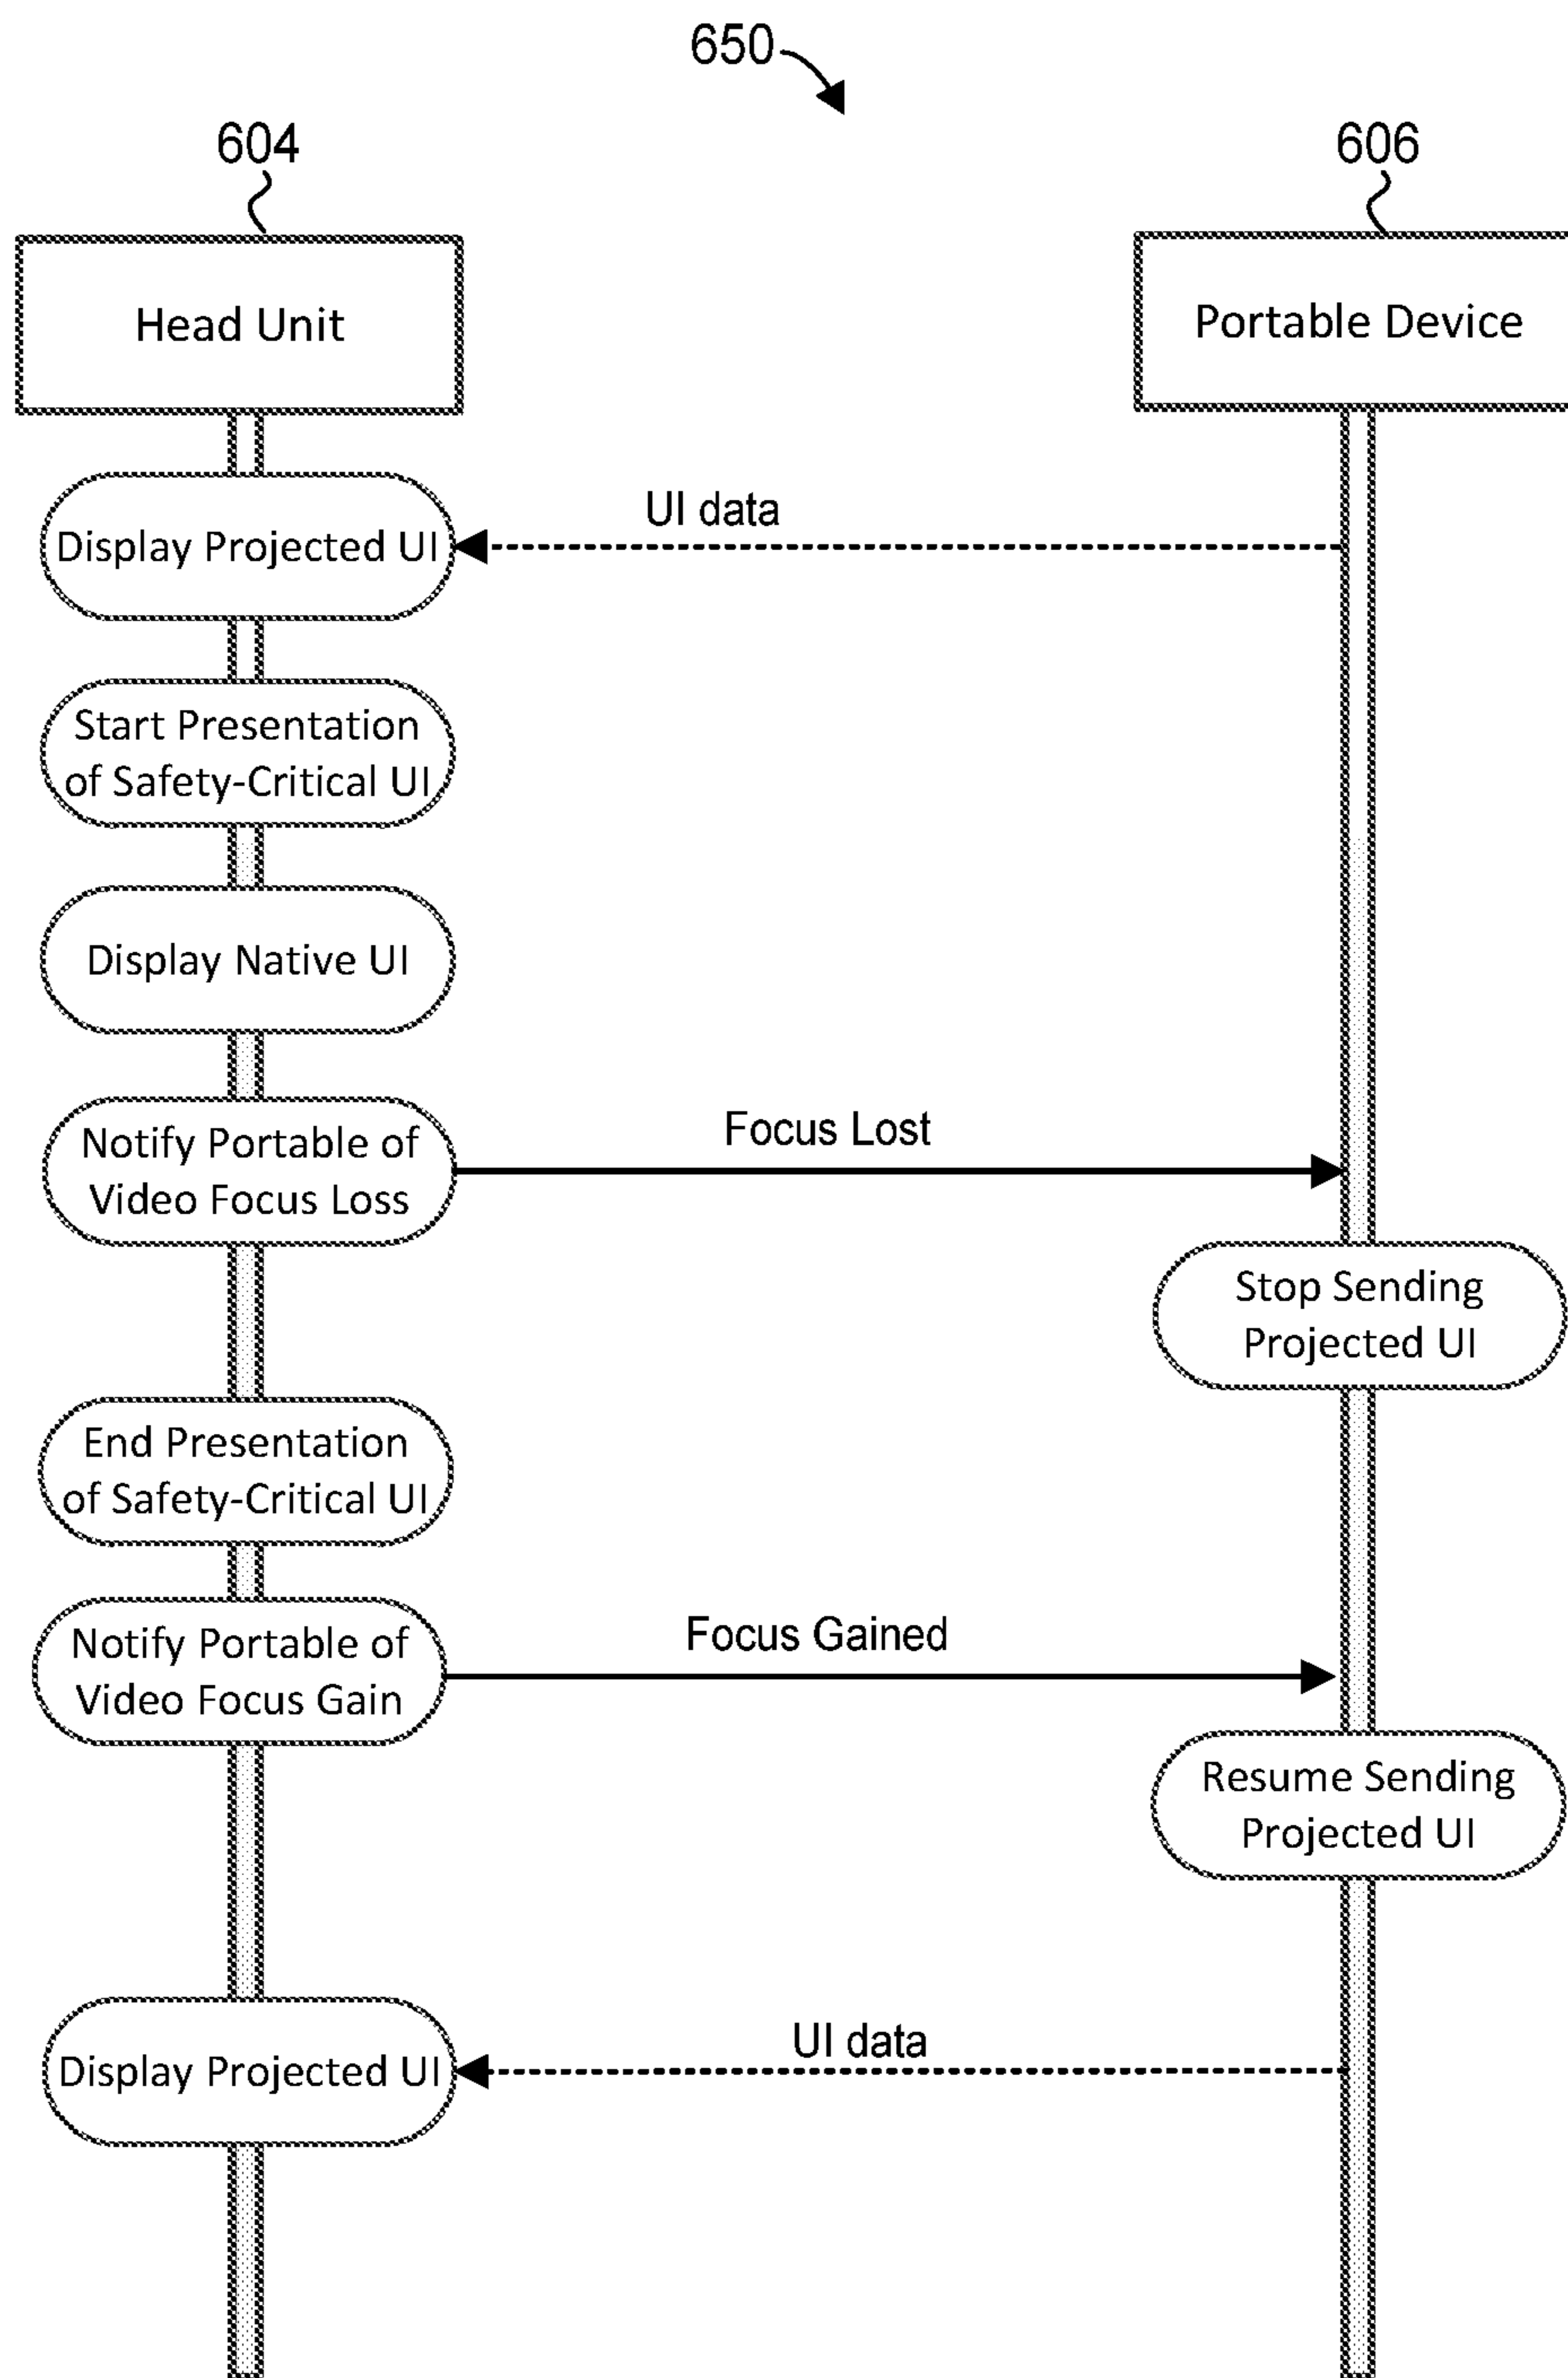 650
604
606
Head Unit
Portable Device
UI data
Display Projected UI
Start Presentation
of Safety-Critical UI
Display Native UI
Focus Lost
Notify Portable of
Video Focus Loss
Stop Sending
Projected UI
End Presentation
of Safety-Critical UI
Focus Gained
Notify Portable of
Video Focus Gain
Resume Sending
Projected UI
UI data
Display Projected UI